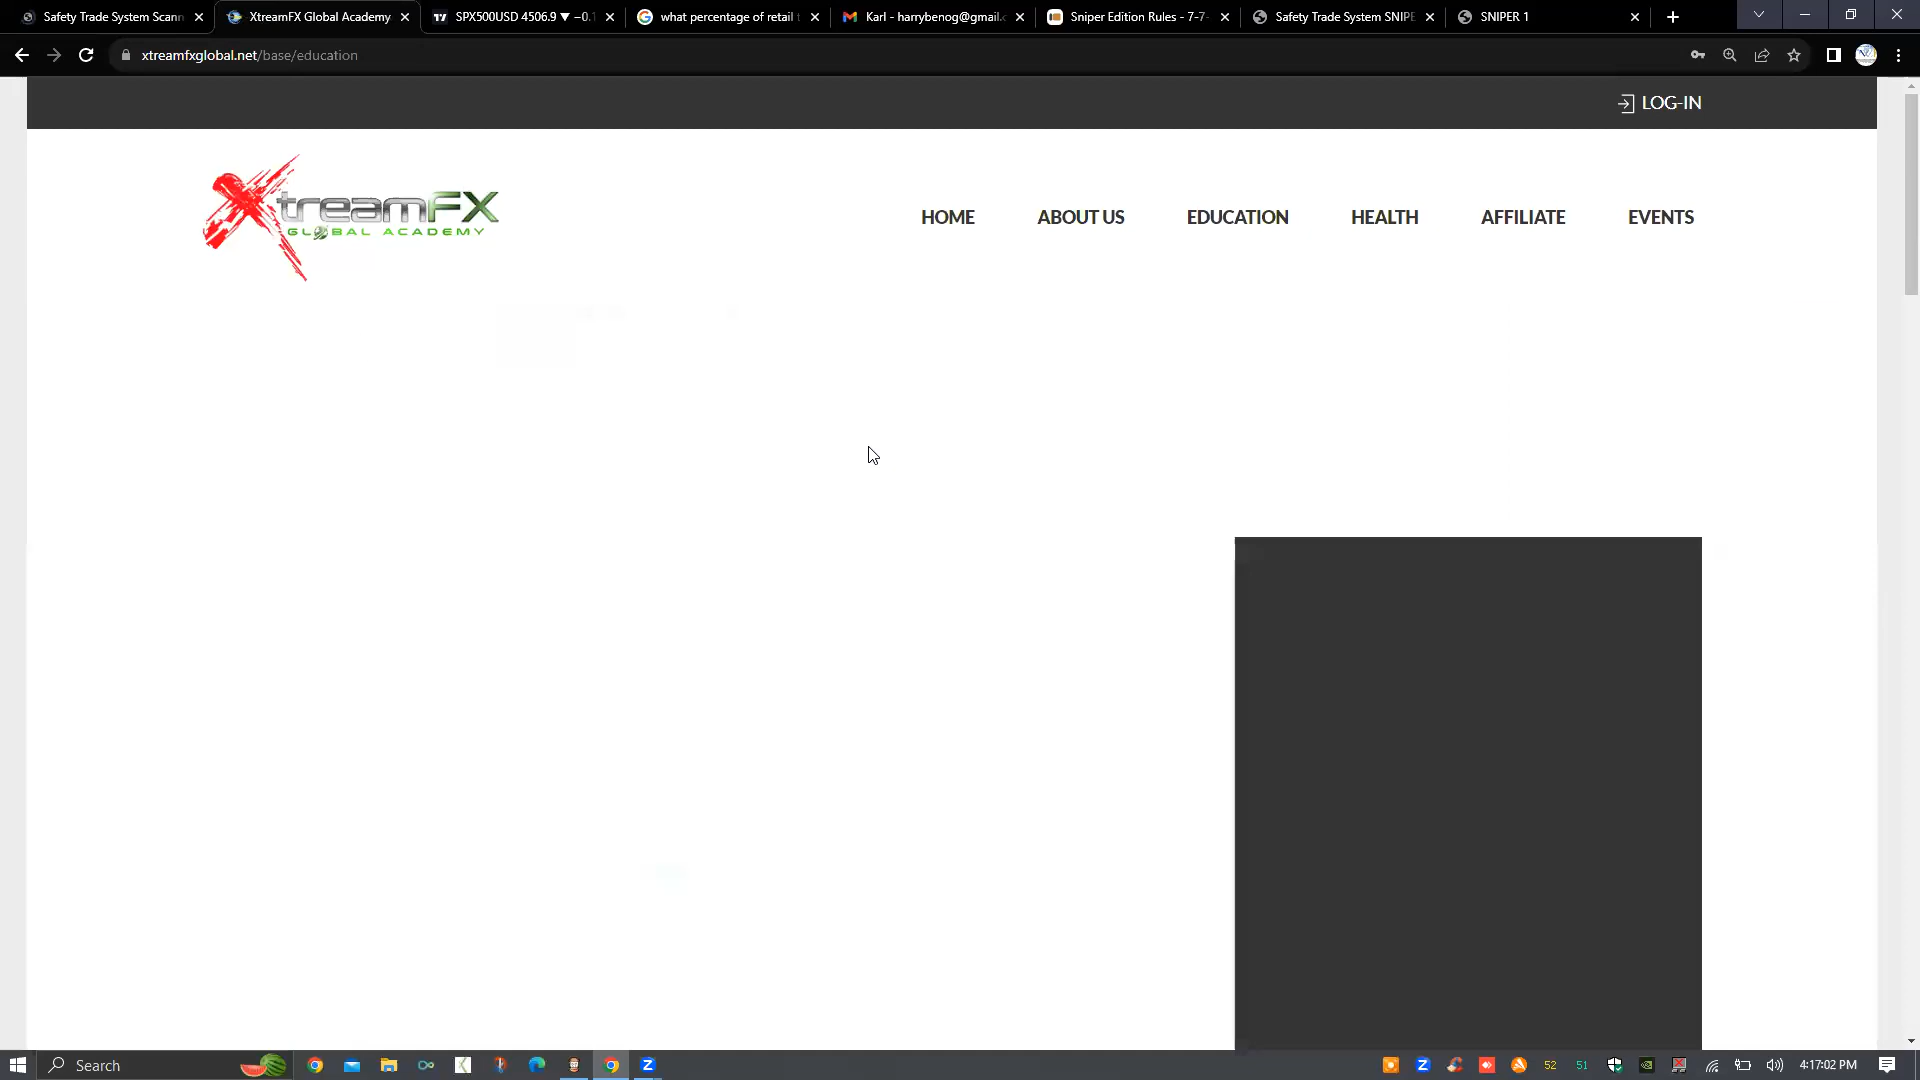 Safety Trade System Scann
XtreamFX Global Academy
SPX500USD 4506.9 ▼ −0.1
what percentage of retail t
Karl - harrybenog@gmail.c
Sniper Edition Rules - 7-7-
Safety Trade System SNIPE
SNIPER 1
xtreamfxglobal.net/base/education
LOG-IN
XtreamFX
GLOBAL ACADEMY
HOME
ABOUT US
EDUCATION
HEALTH
AFFILIATE
EVENTS
Search
52
51
4:17:02 PM